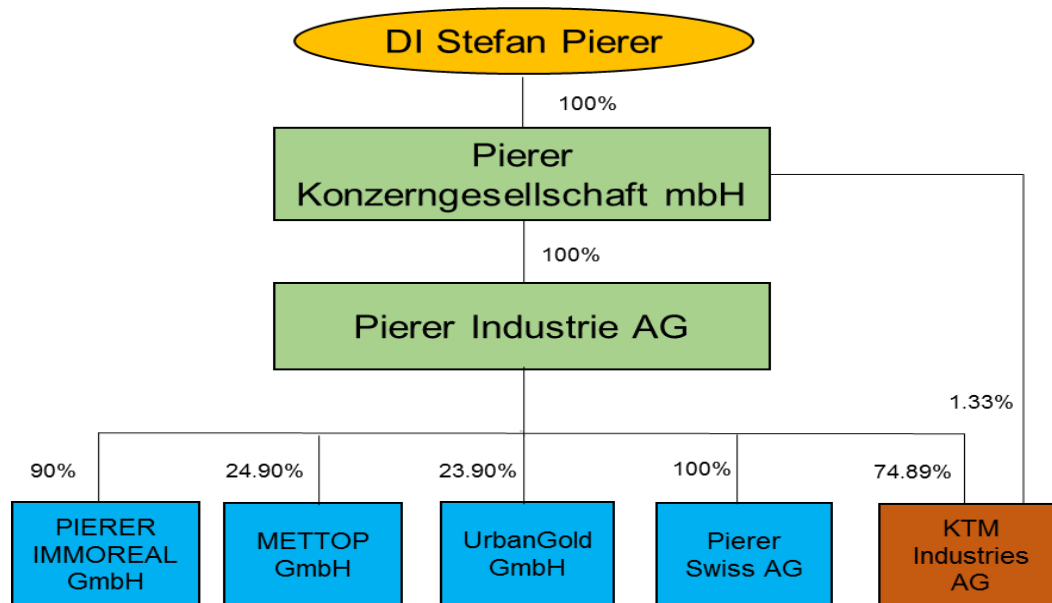 DI Stefan Pierer
100%
Pierer
Konzerngesellschaft mbH
100%
Pierer Industrie AG
1.33%
90%
24.90%
23.90%
100%
74.89%
PIERER
IMMOREAL
GmbH
METTOP
GmbH
UrbanGold
GmbH
Pierer
Swiss AG
KTM
Industries
AG